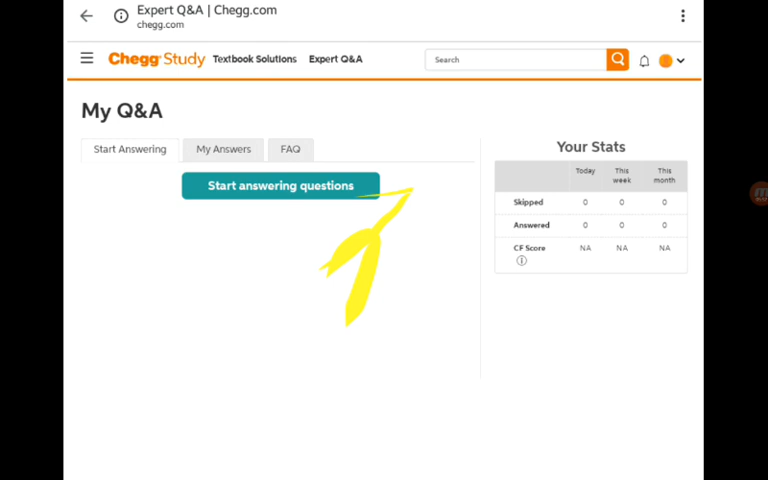 Expert Q&A | Chegg.com
chegg.com
Chegg Study Textbook Solutions Expert Q&A Search
My Q&A
Start Answering My Answers FAQ
Start answering questions
Your Stats
Today This week This month
Skipped 0 0 0
Answered 0 0 0
CF Score NA NA NA